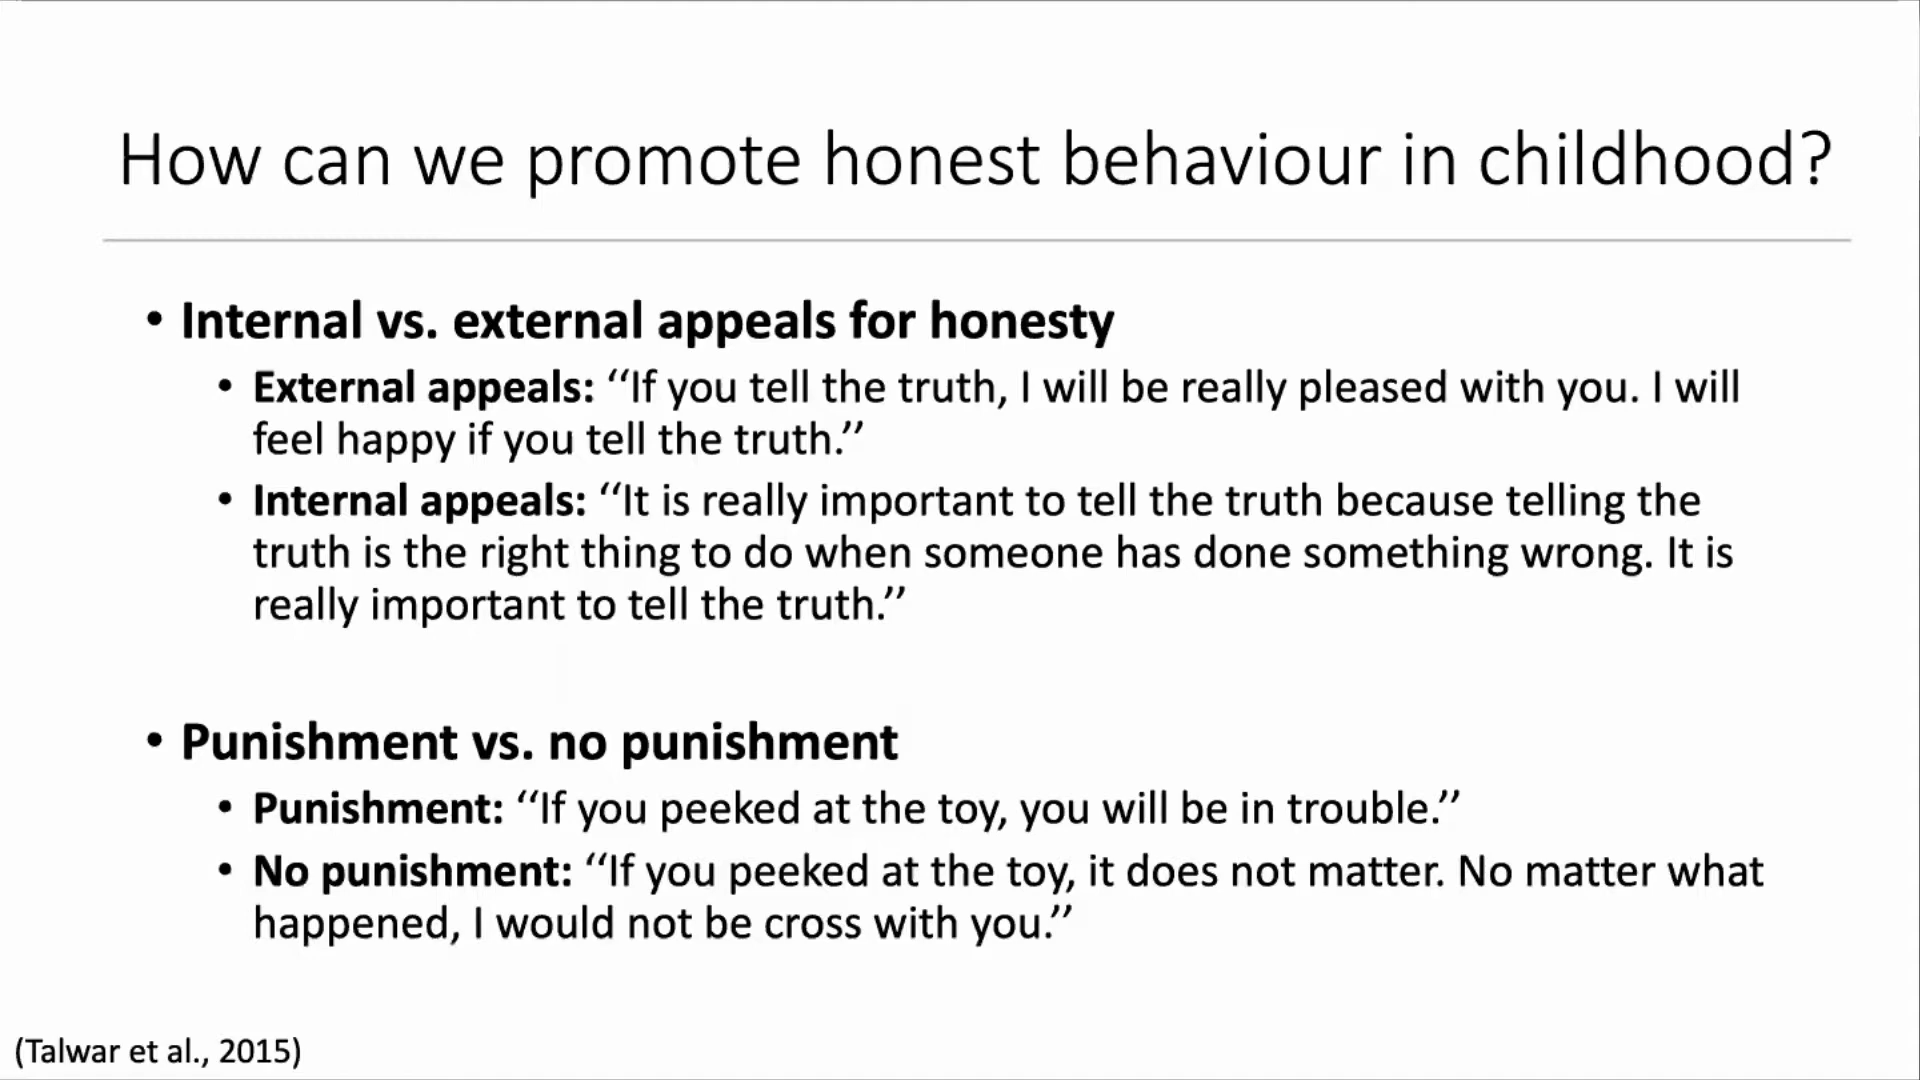 How can we promote honest behaviour in childhood?
• Internal vs. external appeals for honesty
• External appeals: ‘‘If you tell the truth, I will be really pleased with you. I will
feel happy if you tell the truth.’’
• Internal appeals: ‘‘It is really important to tell the truth because telling the
truth is the right thing to do when someone has done something wrong. It is
really important to tell the truth.’’
• Punishment vs. no punishment
• Punishment: ‘‘If you peeked at the toy, you will be in trouble.’’
• No punishment: ‘‘If you peeked at the toy, it does not matter. No matter what
happened, I would not be cross with you.’’
(Talwar et al., 2015)